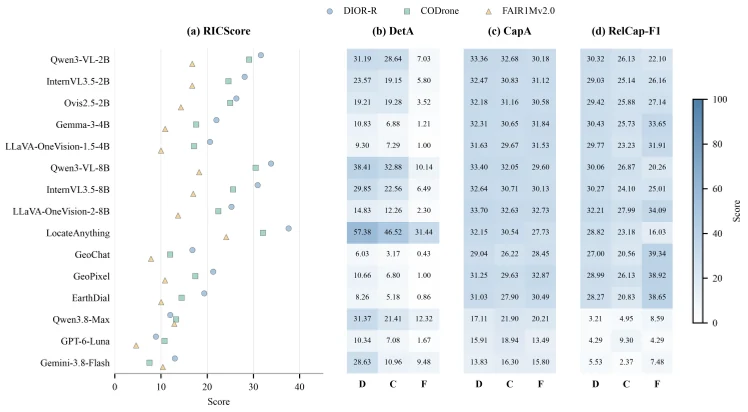 DIOR-R CODrone FAIR1Mv2.0
(a) RICScore (b) DetA (c) CapA (d) RelCap-F1
Qwen3-VL-2B 31.19 28.64 7.03 33.36 32.68 30.18 30.32 26.13 22.10
InternVL3.5-2B 23.57 19.15 5.80 32.47 30.83 31.12 29.03 25.14 26.16
Ovis2.5-2B 19.21 19.28 3.52 32.18 31.16 30.58 29.42 25.88 27.14
Gemma-3-4B 10.83 6.88 1.21 32.31 30.65 31.84 30.43 25.73 33.65
LLaVA-OneVision-1.5-4B 9.30 7.29 1.00 31.63 29.67 31.53 29.77 23.23 31.91
Qwen3-VL-8B 38.41 32.88 10.14 33.40 32.05 29.60 30.06 26.87 20.26
InternVL3.5-8B 29.85 22.56 6.49 32.64 30.71 30.13 30.27 24.10 25.01
LLaVA-OneVision-2-8B 14.83 12.26 2.30 33.70 32.63 32.73 32.21 27.99 34.09
LocateAnything 57.38 46.52 31.44 32.15 30.54 27.73 28.82 23.18 16.03
GeoChat 6.03 3.17 0.43 29.04 26.22 28.45 27.00 20.56 39.34
GeoPixel 10.66 6.80 1.00 31.25 29.63 32.87 28.99 26.13 38.92
EarthDial 8.26 5.18 0.86 31.03 27.90 30.49 28.27 20.83 38.65
Qwen3.8-Max 31.37 21.41 12.32 17.11 21.90 20.21 3.21 4.95 8.59
GPT-6-Luna 10.34 7.08 1.67 15.91 18.94 13.49 4.29 9.30 4.29
Gemini-3.8-Flash 28.63 10.96 9.48 13.83 16.30 15.80 5.53 2.37 7.48
0 10 20 30 40 D C F D C F D C F
Score
100
80
60
40
20
0
Score